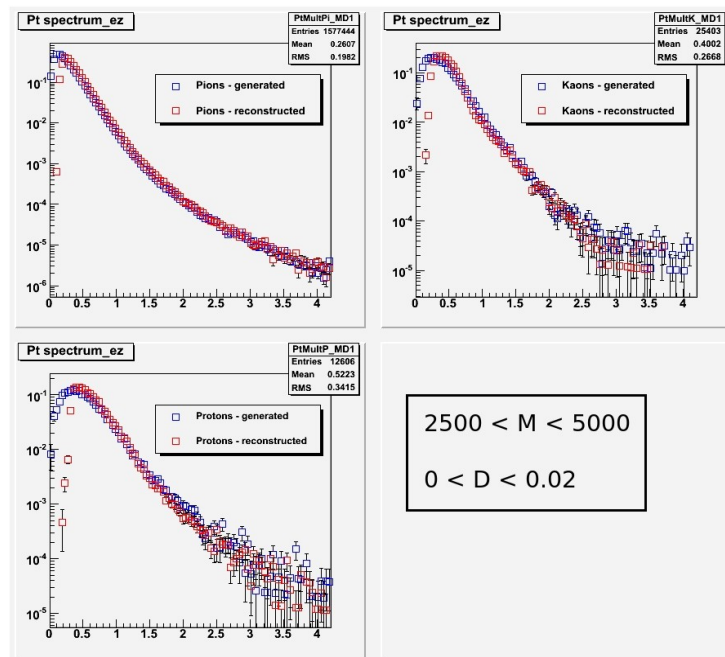 Pt spectrum_ez
PtMultPi_MD1
Entries 1577444
Mean 0.2607
RMS 0.1982
Pions - generated
Pions - reconstructed
10^-1
10^-2
10^-3
10^-4
10^-5
10^-6
0 0.5 1 1.5 2 2.5 3 3.5 4
Pt spectrum_ez
PtMultK_MD1
Entries 25403
Mean 0.4002
RMS 0.2668
Kaons - generated
Kaons - reconstructed
10^-1
10^-2
10^-3
10^-4
10^-5
0 0.5 1 1.5 2 2.5 3 3.5 4
Pt spectrum_ez
PtMultP_MD1
Entries 12606
Mean 0.5223
RMS 0.3415
Protons - generated
Protons - reconstructed
10^-1
10^-2
10^-3
10^-4
10^-5
0 0.5 1 1.5 2 2.5 3 3.5 4
2500 < M < 5000
0 < D < 0.02